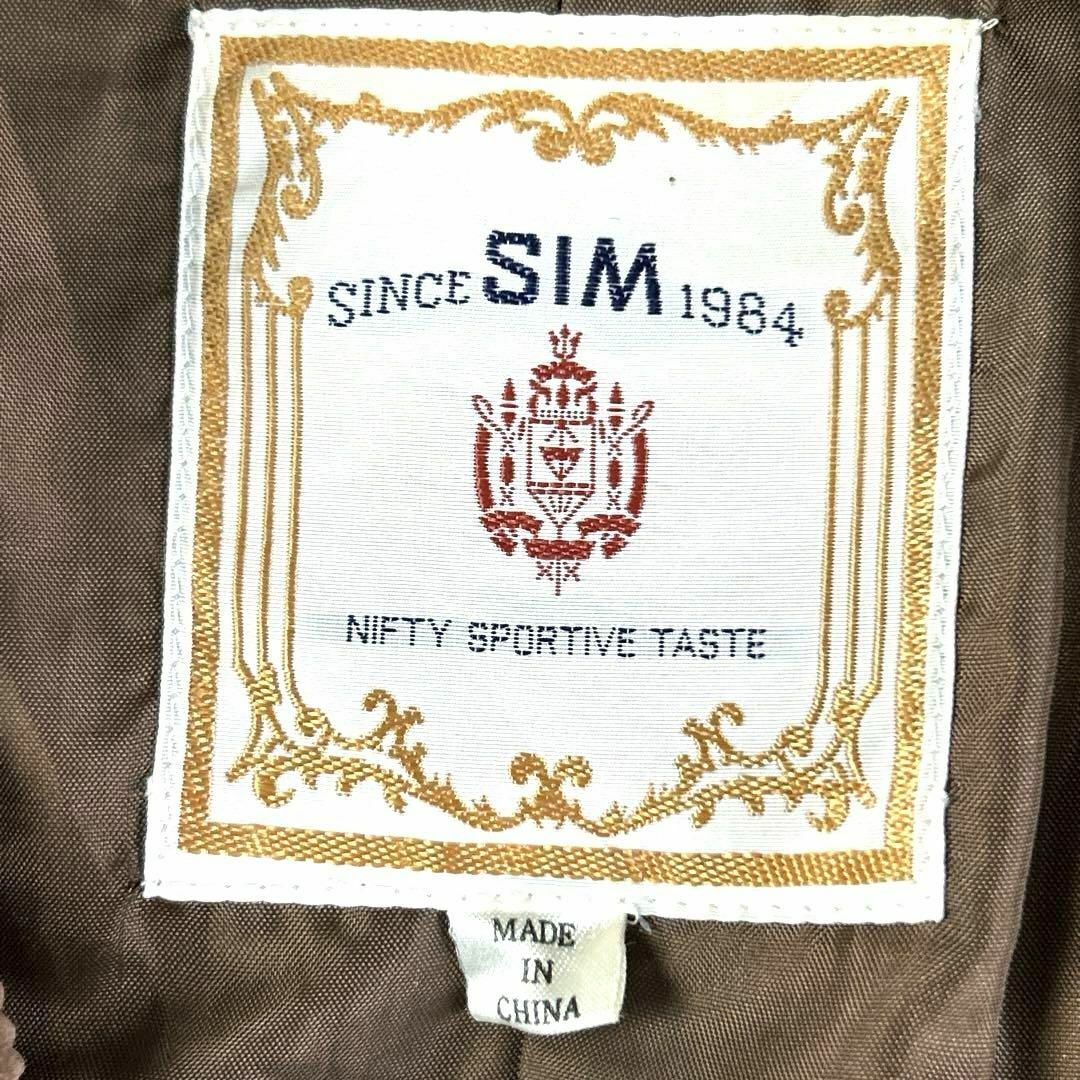 SINCE SIM 1984
NIFTY SPORTIVE TASTE
MADE
IN
CHINA